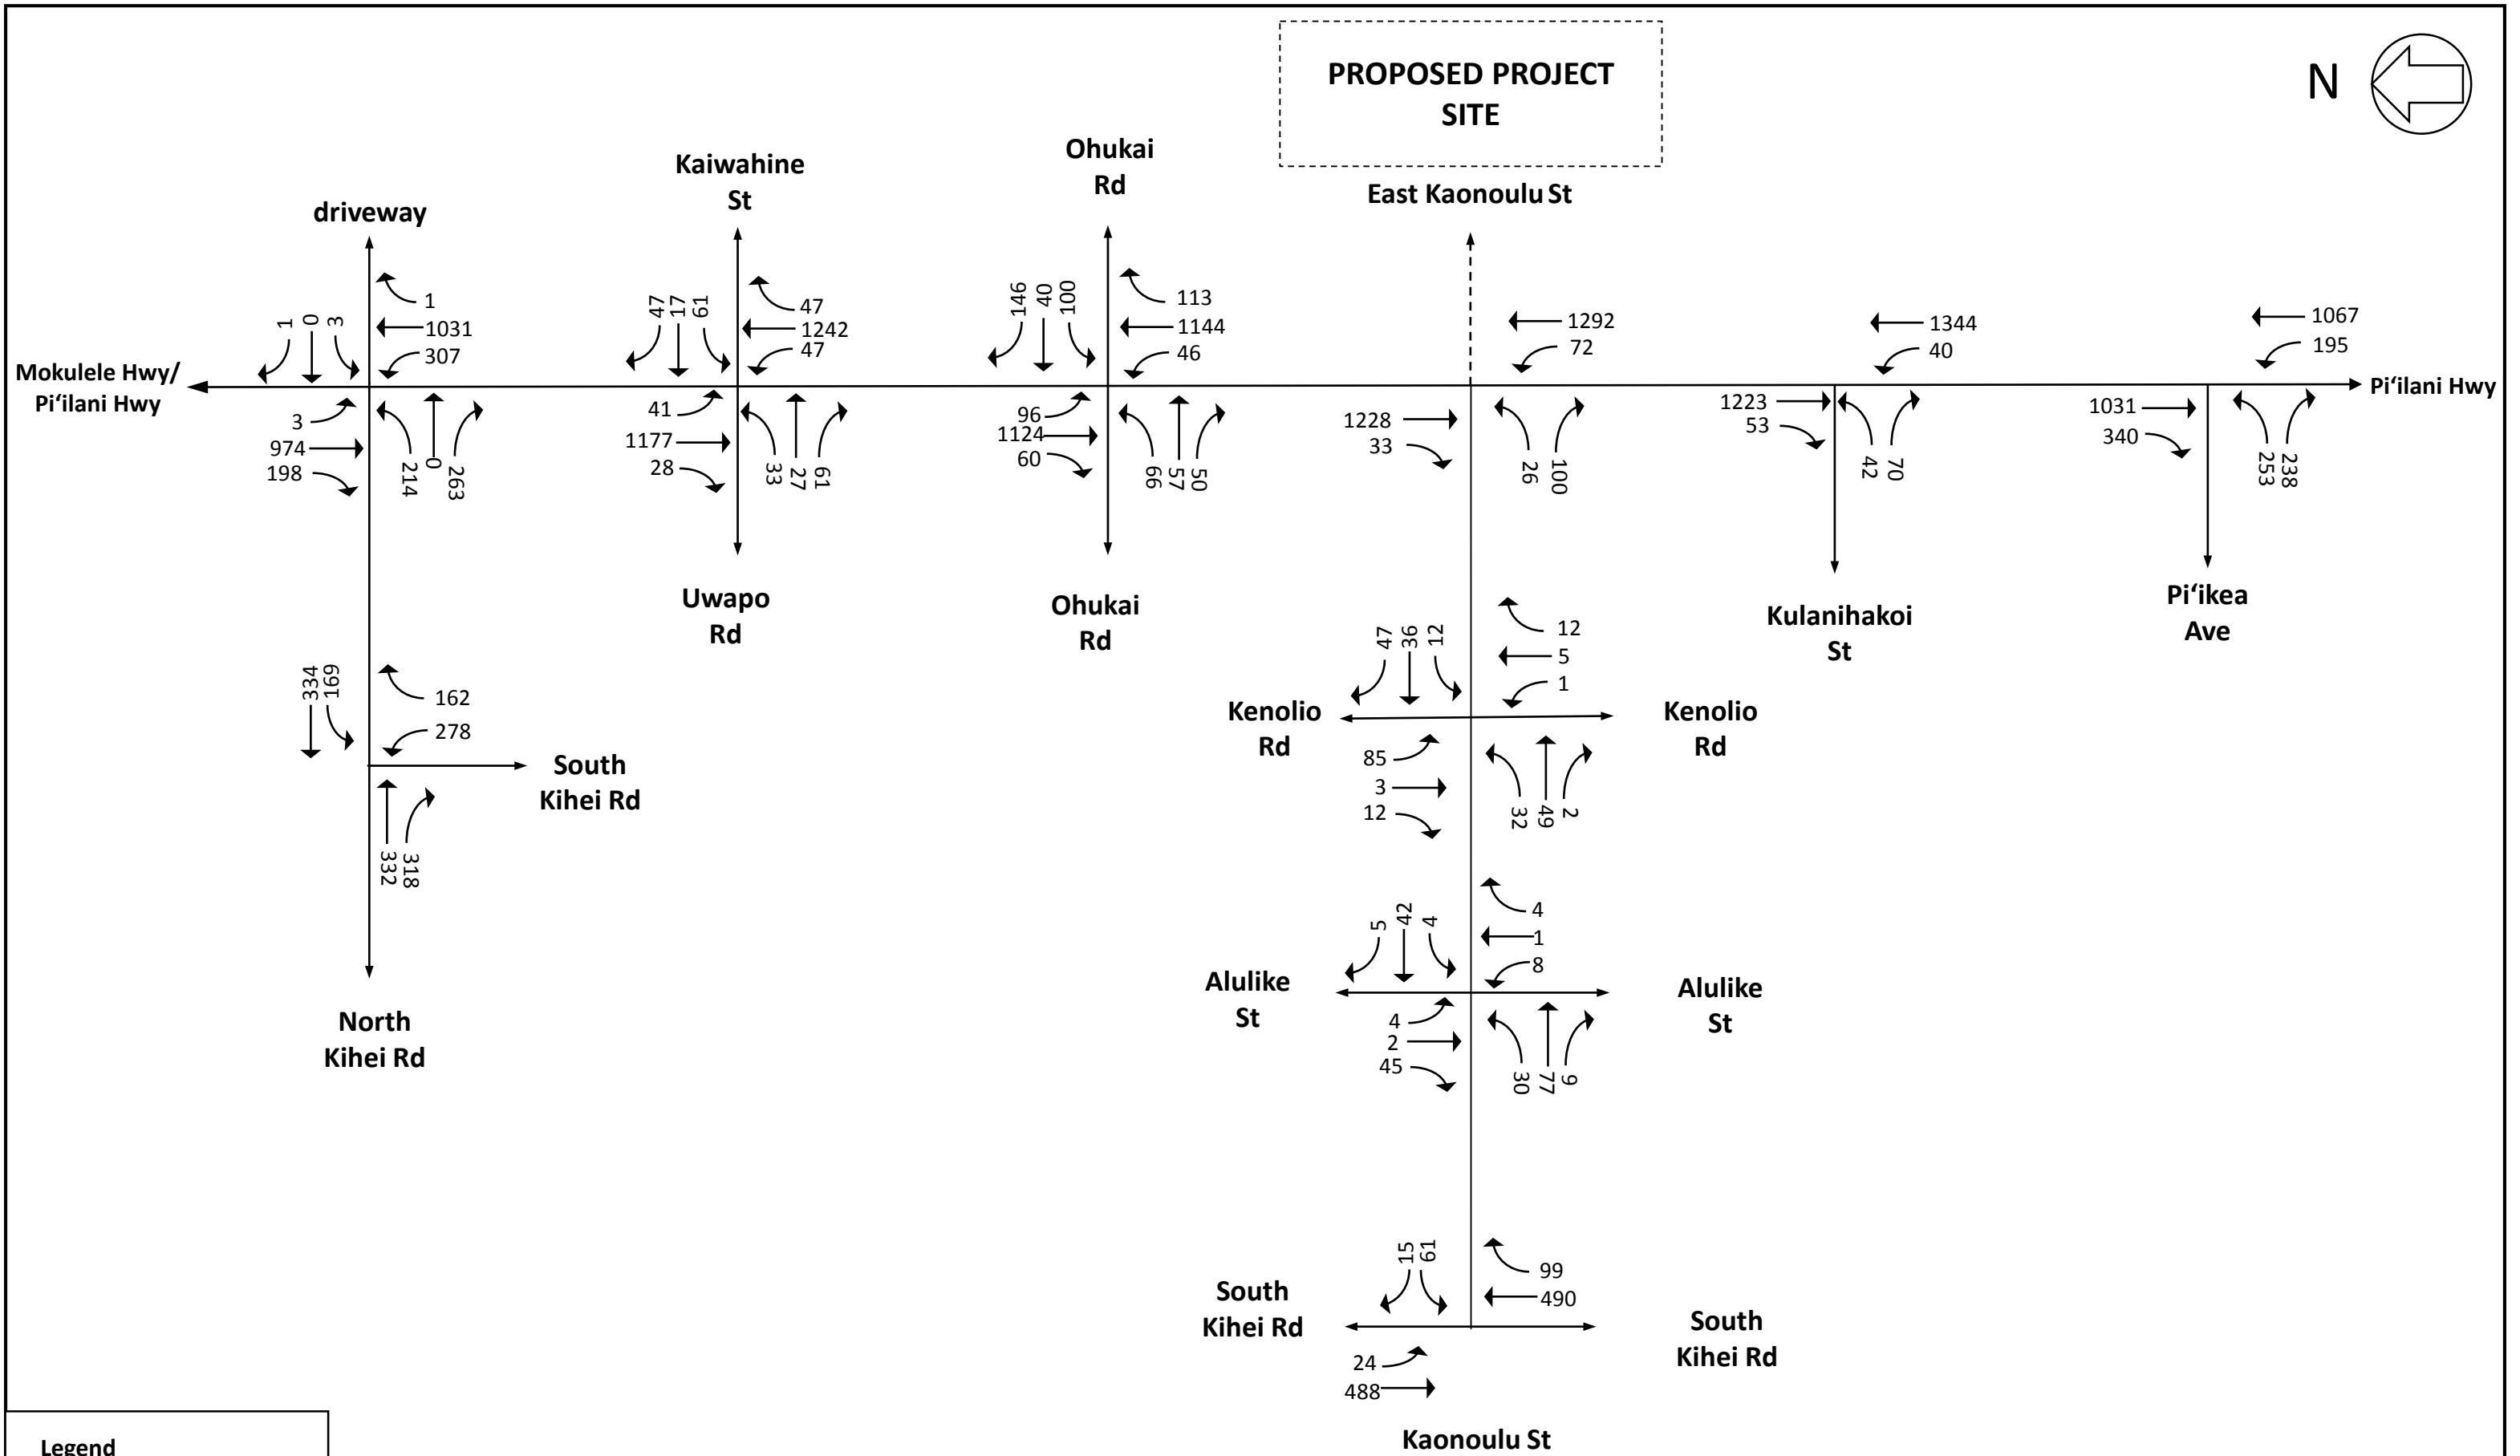 PROPOSED PROJECT
SITE
N
Kaiwahine
St
Ohukai
Rd
East Kaonoulu St
driveway
1
0
3
1
1031
307
47
17
61
47
1242
47
146
40
100
113
1144
46
1292
72
1344
40
1067
195
Mokulele Hwy/
Pi‘ilani Hwy
Pi‘ilani Hwy
3
974
198
214
0
263
41
1177
28
33
27
61
96
1124
60
66
57
50
1228
33
26
100
1223
53
42
70
1031
340
253
238
Uwapo
Rd
Ohukai
Rd
Kulanihakoi
St
Pi‘ikea
Ave
334
169
162
278
South
Kihei Rd
332
318
North
Kihei Rd
47
36
12
12
5
1
Kenolio
Rd
Kenolio
Rd
85
3
12
32
49
2
5
42
4
4
1
8
Alulike
St
Alulike
St
4
2
45
30
77
9
15
61
99
490
South
Kihei Rd
South
Kihei Rd
24
488
Kaonoulu St
Legend